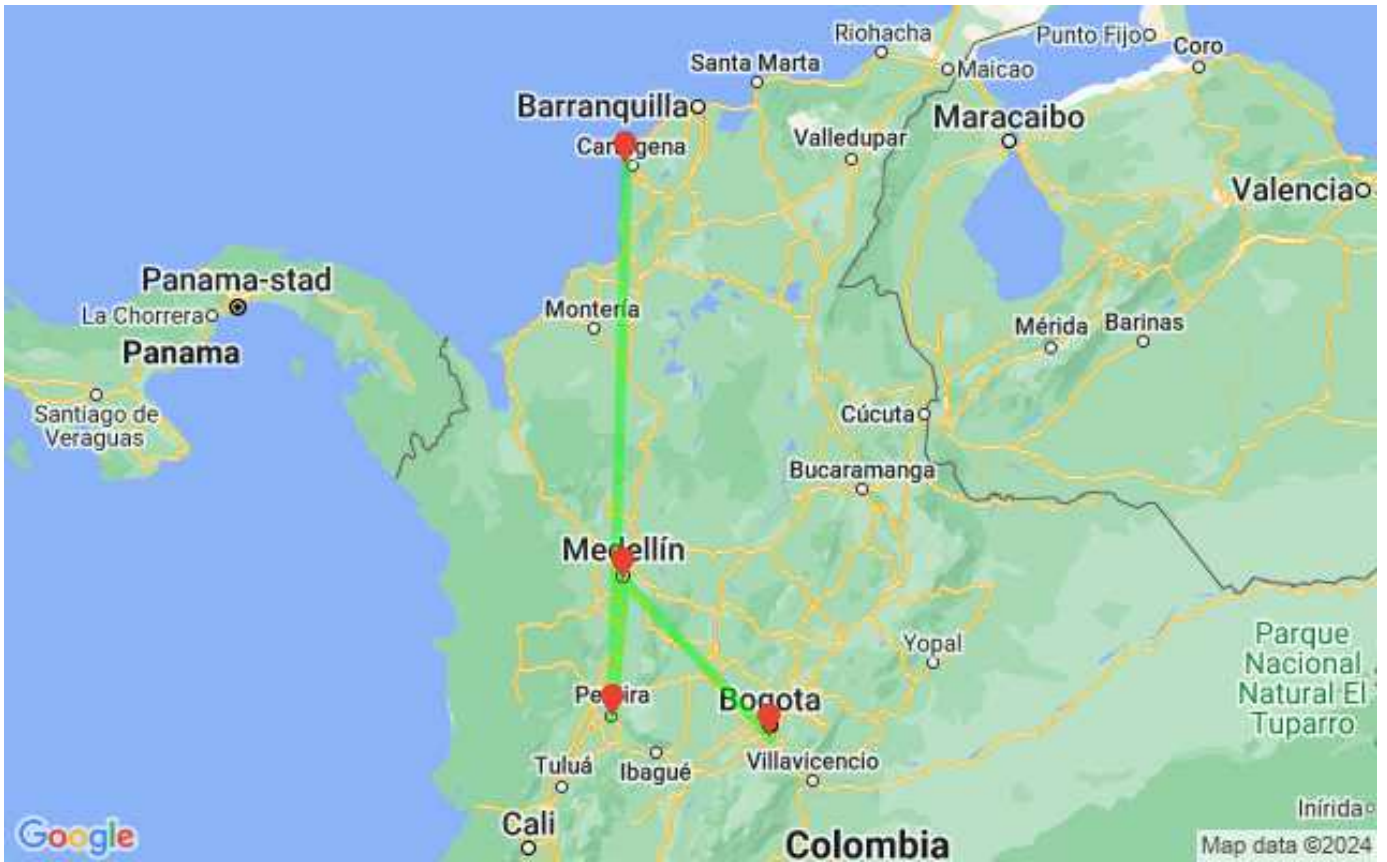 Riohacha
Punto Fijo
Coro
Santa Marta
Maicao
Barranquilla
Maracaibo
Valledupar
Valencia
Panama-stad
La Chorrera
Montería
Panama
Mérida
Barinas
Santiago de
Veraguas
Cúcuta
Bucaramanga
Medellín
Yopal
Parque
Nacional
Natural El
Tuparro
Bogota
Villavicencio
Tuluá
Ibagué
Inírida
Cali
Colombia
Google
Map data ©2024